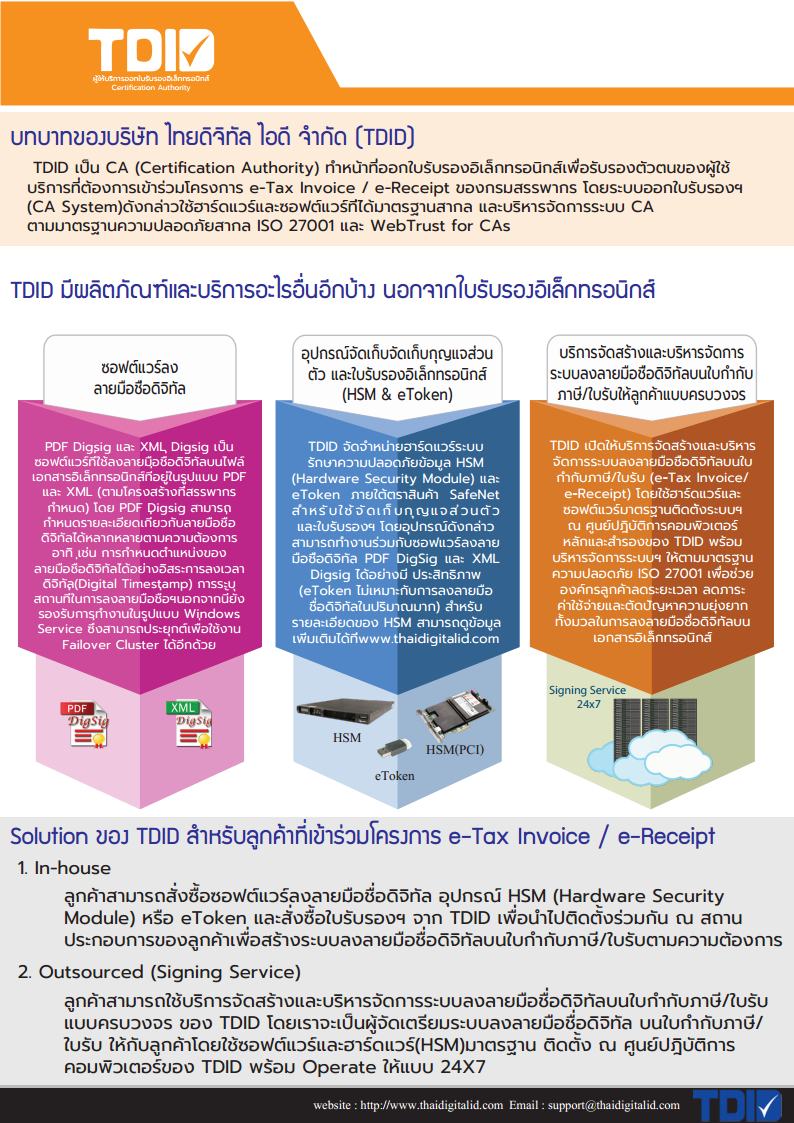 TDID
ผู้ให้บริการออกใบรับรองอิเล็กทรอนิกส์
Certification Authority
บทบาทของบริษัท ไทยดิจิทัล ไอดี จำกัด (TDID)
TDID เป็น CA (Certification Authority) ทำหน้าที่ออกใบรับรองอิเล็กทรอนิกส์เพื่อรับรองตัวตนของผู้ใช้
บริการที่ต้องการเข้าร่วมโครงการ e-Tax Invoice / e-Receipt ของกรมสรรพากร โดยระบบออกใบรับรองฯ
(CA System)ดังกล่าวใช้ฮาร์ดแวร์และซอฟต์แวร์ที่ได้มาตรฐานสากล และบริหารจัดการระบบ CA
ตามมาตรฐานความปลอดภัยสากล ISO 27001 และ WebTrust for CAs
TDID มีผลิตภัณฑ์และบริการอะไรอื่นอีกบ้าง นอกจากใบรับรองอิเล็กทรอนิกส์
ซอฟต์แวร์ลง
ลายมือชื่อดิจิทัล
PDF Digsig และ XML Digsig เป็น
ซอฟต์แวร์ที่ใช้ลงลายมือชื่อดิจิทัลบนไฟล์
เอกสารอิเล็กทรอนิกส์ที่อยู่ในรูปแบบ PDF
และ XML (ตามโครงสร้างที่สรรพากร
กำหนด) โดย PDF Digsig สามารถ
กำหนดรายละเอียดเกี่ยวกับลายมือชื่อ
ดิจิทัลได้หลากหลายตามความต้องการ
อาทิ เช่น การกำหนดตำแหน่งของ
ลายมือชื่อดิจิทัลได้อย่างอิสระการลงเวลา
ดิจิทัล(Digital Timestamp) การระบุ
สถานที่ในการลงลายมือชื่อฯนอกจากนี้ยัง
รองรับการทำงานในรูปแบบ Windows
Service ซึ่งสามารถประยุกต์เพื่อใช้งาน
Failover Cluster ได้อีกด้วย
PDF
DigSig
XML
DigSig
อุปกรณ์จัดเก็บจัดเก็บกุญแจส่วน
ตัว และใบรับรองอิเล็กทรอนิกส์
(HSM & eToken)
TDID จัดจำหน่ายฮาร์ดแวร์ระบบ
รักษาความปลอดภัยข้อมูล HSM
(Hardware Security Module) และ
eToken ภายใต้ตราสินค้า SafeNet
สำหรับใช้จัดเก็บกุญแจส่วนตัว
และใบรับรองฯ โดยอุปกรณ์ดังกล่าว
สามารถทำงานร่วมกับซอฟแวร์ลงลาย
มือชื่อดิจิทัล PDF DigSig และ XML
Digsig ได้อย่างมี ประสิทธิภาพ
(eToken ไม่เหมาะกับการลงลายมือ
ชื่อดิจิทัลในปริมาณมาก) สำหรับ
รายละเอียดของ HSM สามารถดูข้อมูล
เพิ่มเติมได้ที่www.thaidigitalid.com
HSM
HSM(PCI)
eToken
บริการจัดสร้างและบริหารจัดการ
ระบบลงลายมือชื่อดิจิทัลบนใบกำกับ
ภาษี/ใบรับให้ลูกค้าแบบครบวงจร
TDID เปิดให้บริการจัดสร้างและบริหาร
จัดการระบบลงลายมือชื่อดิจิทัลบนใบ
กำกับภาษี/ใบรับ (e-Tax Invoice/
e-Receipt) โดยใช้ฮาร์ดแวร์และ
ซอฟต์แวร์มาตรฐานติดตั้งระบบฯ
ณ ศูนย์ปฏิบัติการคอมพิวเตอร์
หลักและสำรองของ TDID พร้อม
บริหารจัดการระบบฯ ให้ตามมาตรฐาน
ความปลอดภัย ISO 27001 เพื่อช่วย
องค์กรลูกค้าลดระยะเวลา ลดภาระ
ค่าใช้จ่ายและตัดปัญหาความยุ่งยาก
ทั้งมวลในการลงลายมือชื่อดิจิทัลบน
เอกสารอิเล็กทรอนิกส์
Signing Service
24x7
Solution ของ TDID สำหรับลูกค้าที่เข้าร่วมโครงการ e-Tax Invoice / e-Receipt
1. In-house
ลูกค้าสามารถสั่งซื้อซอฟต์แวร์ลงลายมือชื่อดิจิทัล อุปกรณ์ HSM (Hardware Security
Module) หรือ eToken และสั่งซื้อใบรับรองฯ จาก TDID เพื่อนำไปติดตั้งร่วมกัน ณ สถาน
ประกอบการของลูกค้าเพื่อสร้างระบบลงลายมือชื่อดิจิทัลบนใบกำกับภาษี/ใบรับตามความต้องการ
2. Outsourced (Signing Service)
ลูกค้าสามารถใช้บริการจัดสร้างและบริหารจัดการระบบลงลายมือชื่อดิจิทัลบนใบกำกับภาษี/ใบรับ
แบบครบวงจร ของ TDID โดยเราจะเป็นผู้จัดเตรียมระบบลงลายมือชื่อดิจิทัล บนใบกำกับภาษี/
ใบรับ ให้กับลูกค้าโดยใช้ซอฟต์แวร์และฮาร์ดแวร์(HSM)มาตรฐาน ติดตั้ง ณ ศูนย์ปฎิบัติการ
คอมพิวเตอร์ของ TDID พร้อม Operate ให้แบบ 24X7
website : http://www.thaidigitalid.com Email : support@thaidigitalid.com
TDID